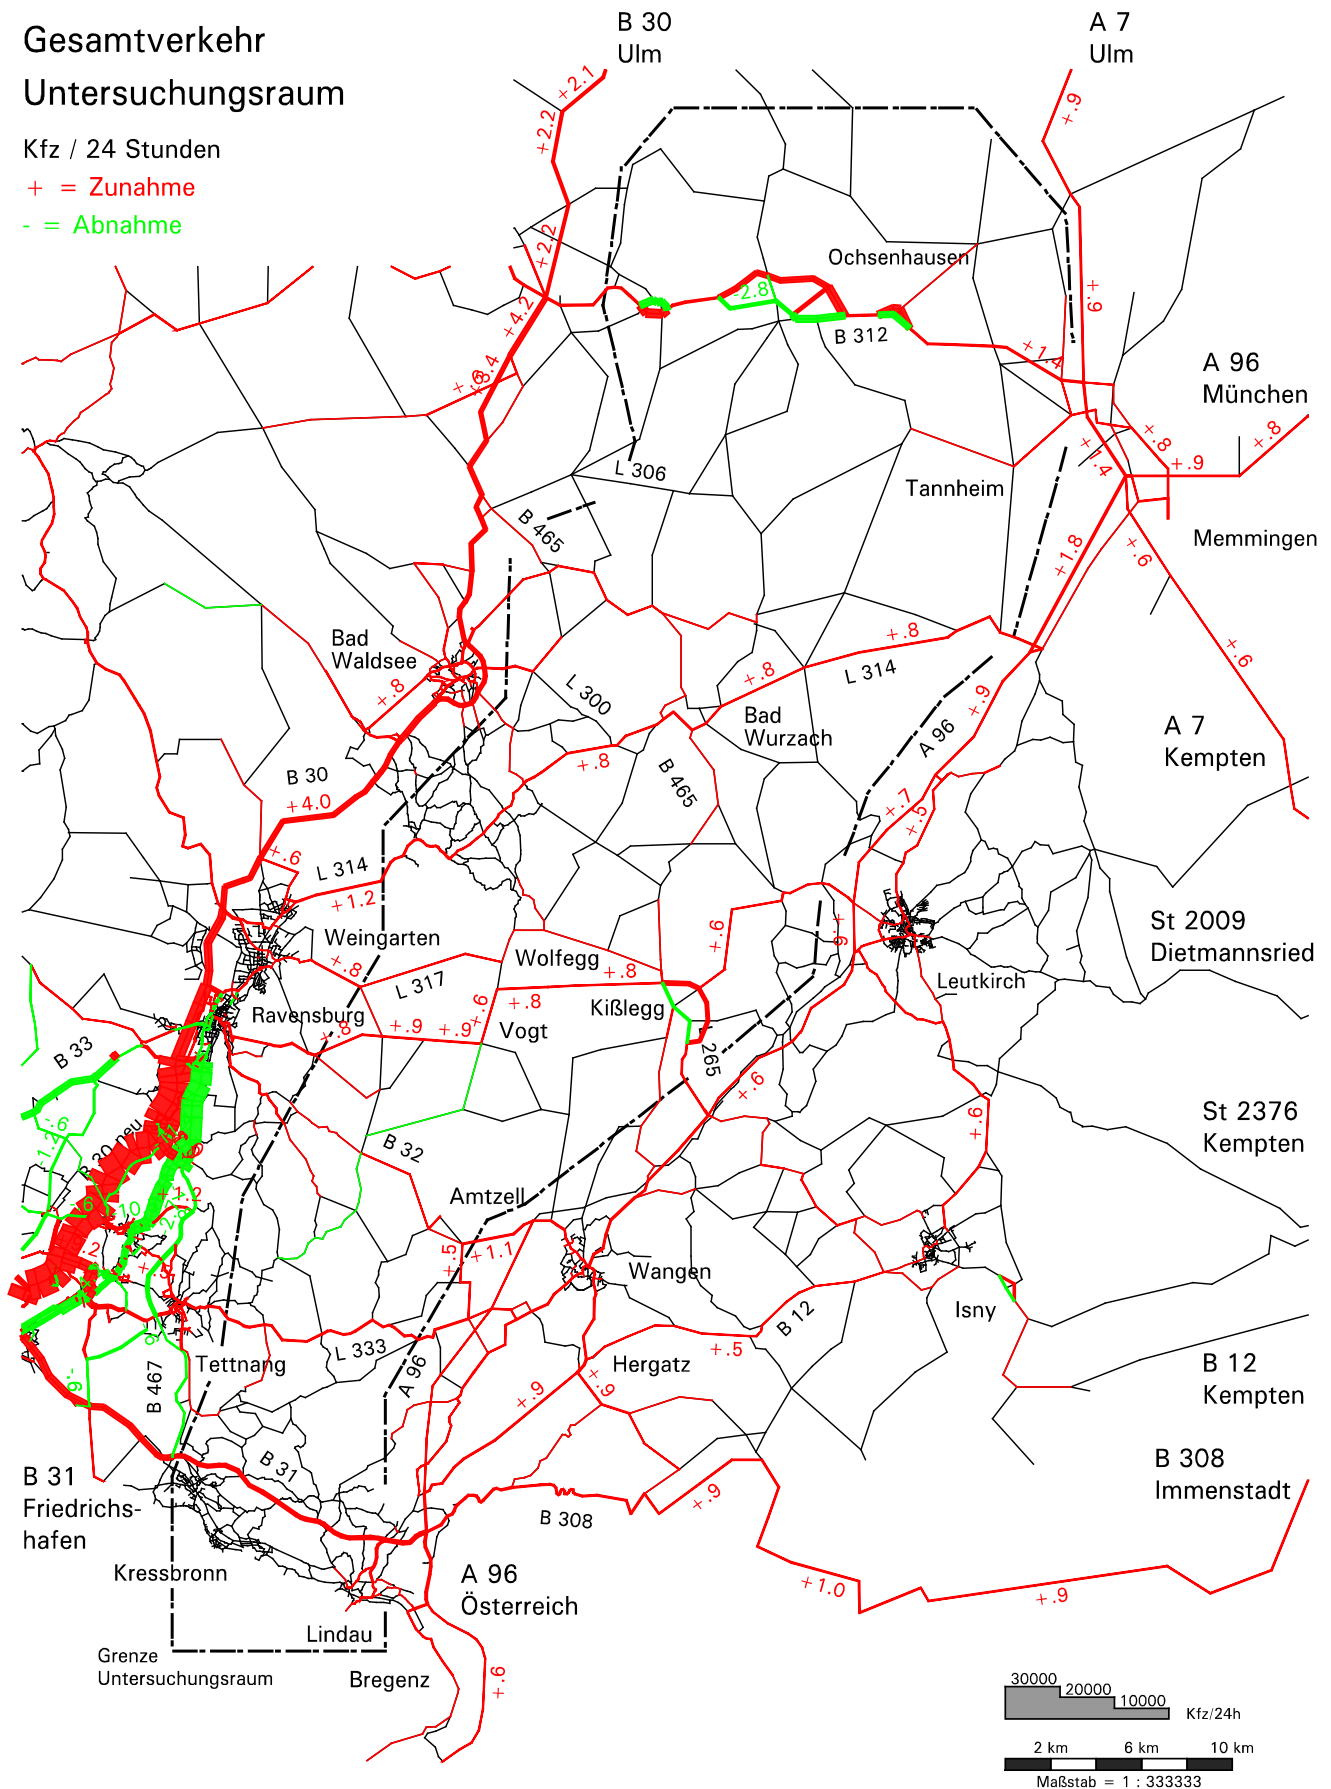 Gesamtverkehr
Untersuchungsraum
Kfz / 24 Stunden
+ = Zunahme
- = Abnahme
B 30
Ulm
A 7
Ulm
+2.1
+2.2
+.9
+2.2
Ochsenhausen
-2.8
+.9
+4.2
B 312
+1.4
A 96
München
+.8
+.8
+.9
+1.4
L 306
Tannheim
B 465
Memmingen
+1.8
+.6
Bad
Waldsee
+.8
+.8
L 314
+.6
+.8
L 300
Bad
Wurzach
+.9
A 96
A 7
Kempten
B 30
+4.0
+.8
B 465
+.7
+.5
+.6
L 314
+1.2
Weingarten
+.8
L 317
Wolfegg
+.8
+.6
+.9
St 2009
Dietmannsried
Leutkirch
Ravensburg
+.8
+.9
+.9
+.6
+.8
Vogt
Kißlegg
265
B 33
+.6
+.6
St 2376
Kempten
B 30 neu
B 32
+1.2
Amtzell
+.5
+1.1
Wangen
B 12
Isny
L 333
Tettnang
A 96
Hergatz
+.5
B 12
Kempten
B 467
+.9
+.9
B 31
B 31
Friedrichs-
hafen
B 308
Immenstadt
+.9
B 308
Kressbronn
A 96
Österreich
+1.0
+.9
Lindau
Grenze
Untersuchungsraum
Bregenz
+.6
30000
20000
10000
Kfz/24h
2 km
6 km
10 km
Maßstab = 1 : 333333